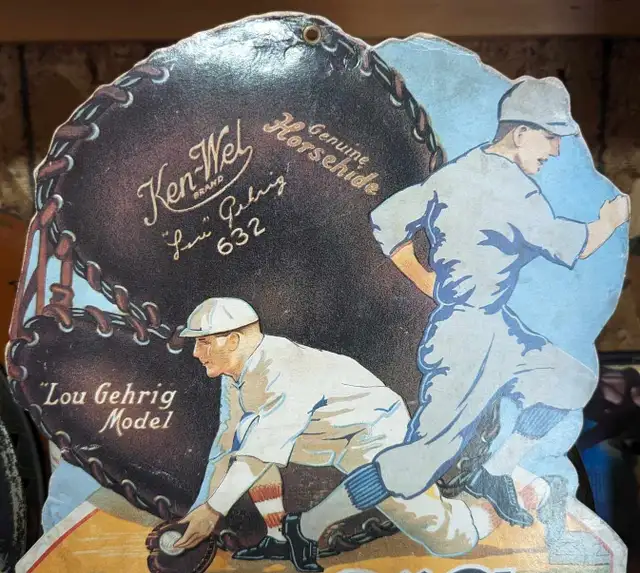 Ken-Wel
BRAND
"Lou" Gehrig
632
Genuine
Horsehide
"Lou Gehrig
Model